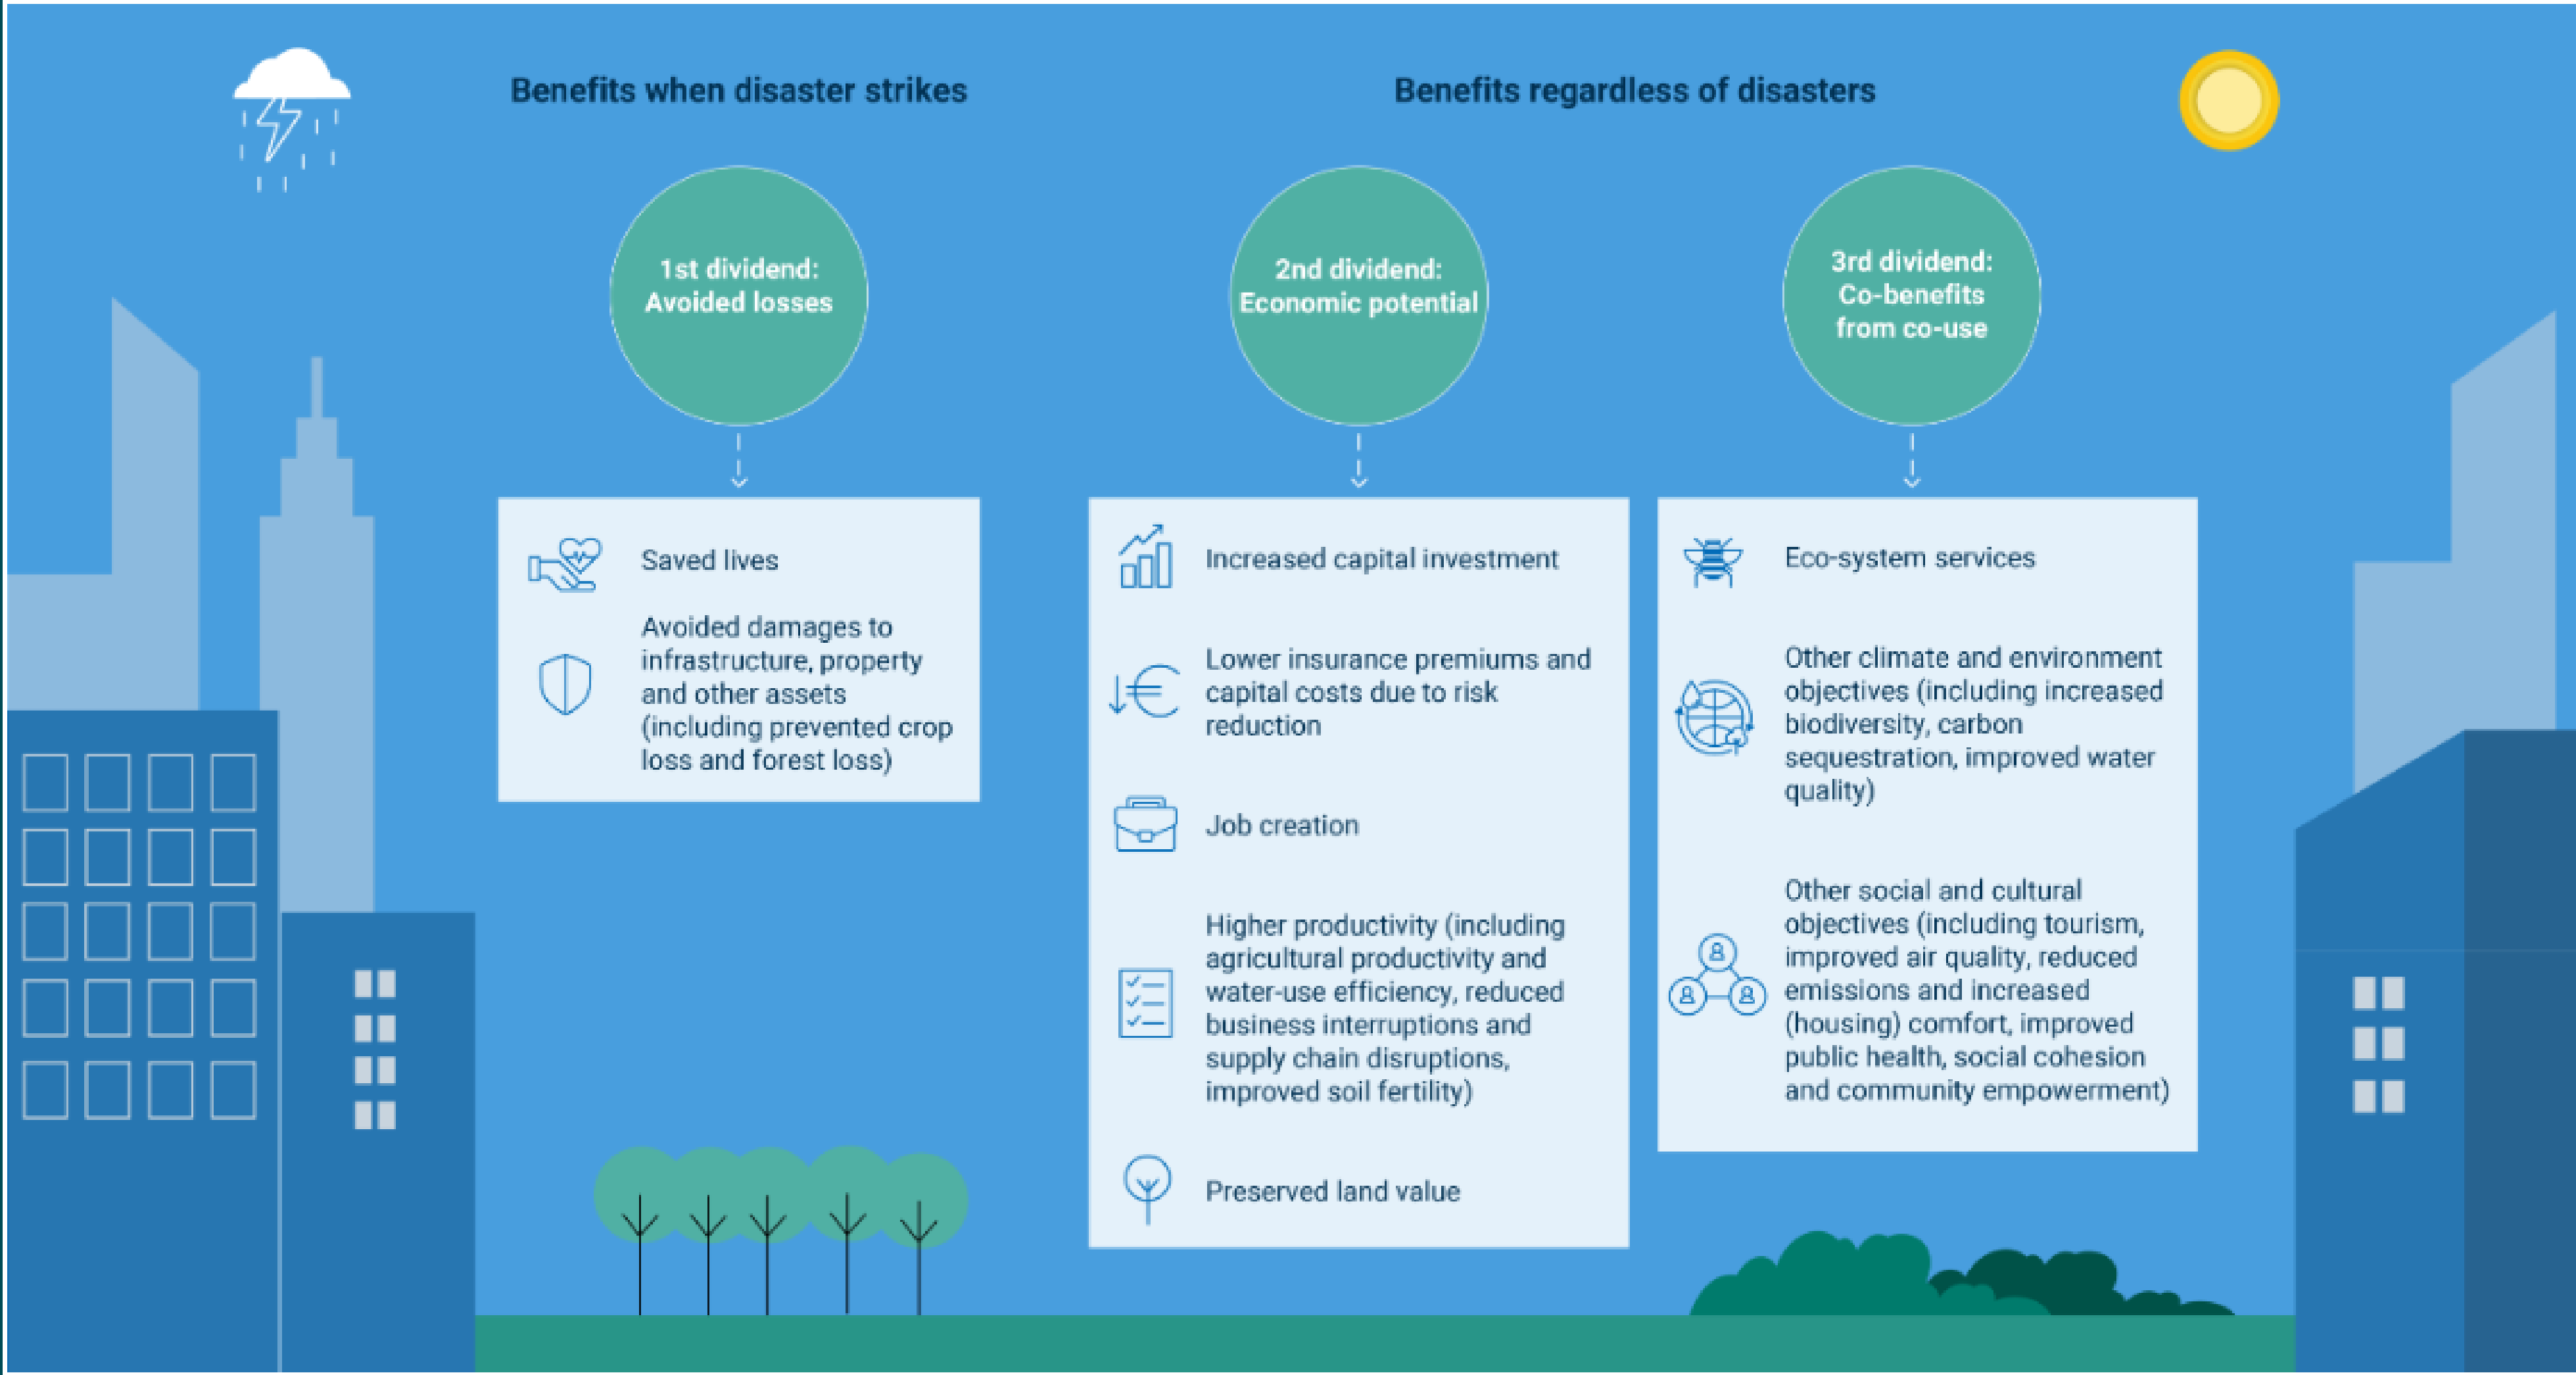 Benefits when disaster strikes
Benefits regardless of disasters
1st dividend:
Avoided losses
2nd dividend:
Economic potential
3rd dividend:
Co-benefits
from co-use
Saved lives
Avoided damages to
infrastructure, property
and other assets
(including prevented crop
loss and forest loss)
Increased capital investment
Lower insurance premiums and
capital costs due to risk
reduction
Job creation
Higher productivity (including
agricultural productivity and
water-use efficiency, reduced
business interruptions and
supply chain disruptions,
improved soil fertility)
Preserved land value
Eco-system services
Other climate and environment
objectives (including increased
biodiversity, carbon
sequestration, improved water
quality)
Other social and cultural
objectives (including tourism,
improved air quality, reduced
emissions and increased
(housing) comfort, improved
public health, social cohesion
and community empowerment)